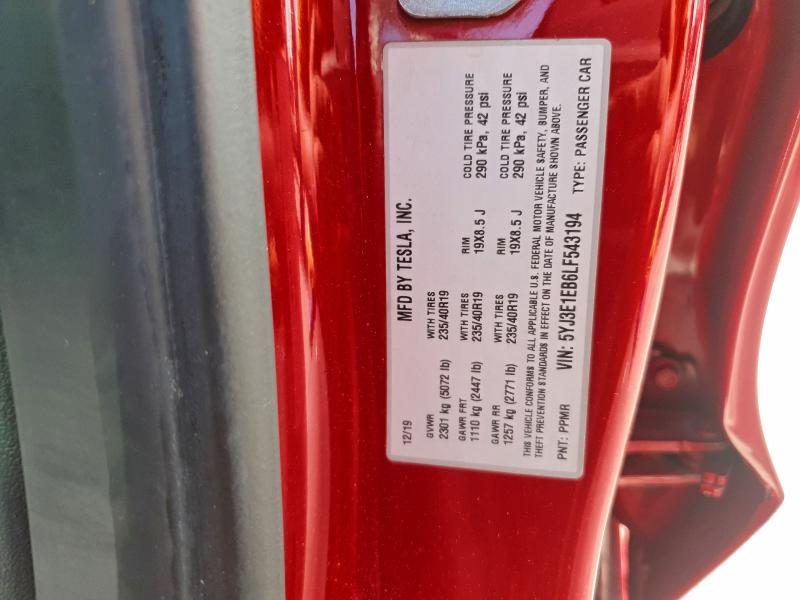 MFD BY TESLA, INC.
12/19
GVWR WITH TIRES
2301 kg (5072 lb) 235/40R19
GAWR FRT WITH TIRES RIM COLD TIRE PRESSURE
1110 kg (2447 lb) 235/40R19 19X8.5 J 290 kPa, 42 psi
GAWR RR WITH TIRES RIM COLD TIRE PRESSURE
1257 kg (2771 lb) 235/40R19 19X8.5 J 290 kPa, 42 psi
THIS VEHICLE CONFORMS TO ALL APPLICABLE U.S. FEDERAL MOTOR VEHICLE SAFETY, BUMPER, AND
THEFT PREVENTION STANDARDS IN EFFECT ON THE DATE OF MANUFACTURE SHOWN ABOVE.
PNT: PPMR VIN: 5YJ3E1EB6LF543194 TYPE: PASSENGER CAR